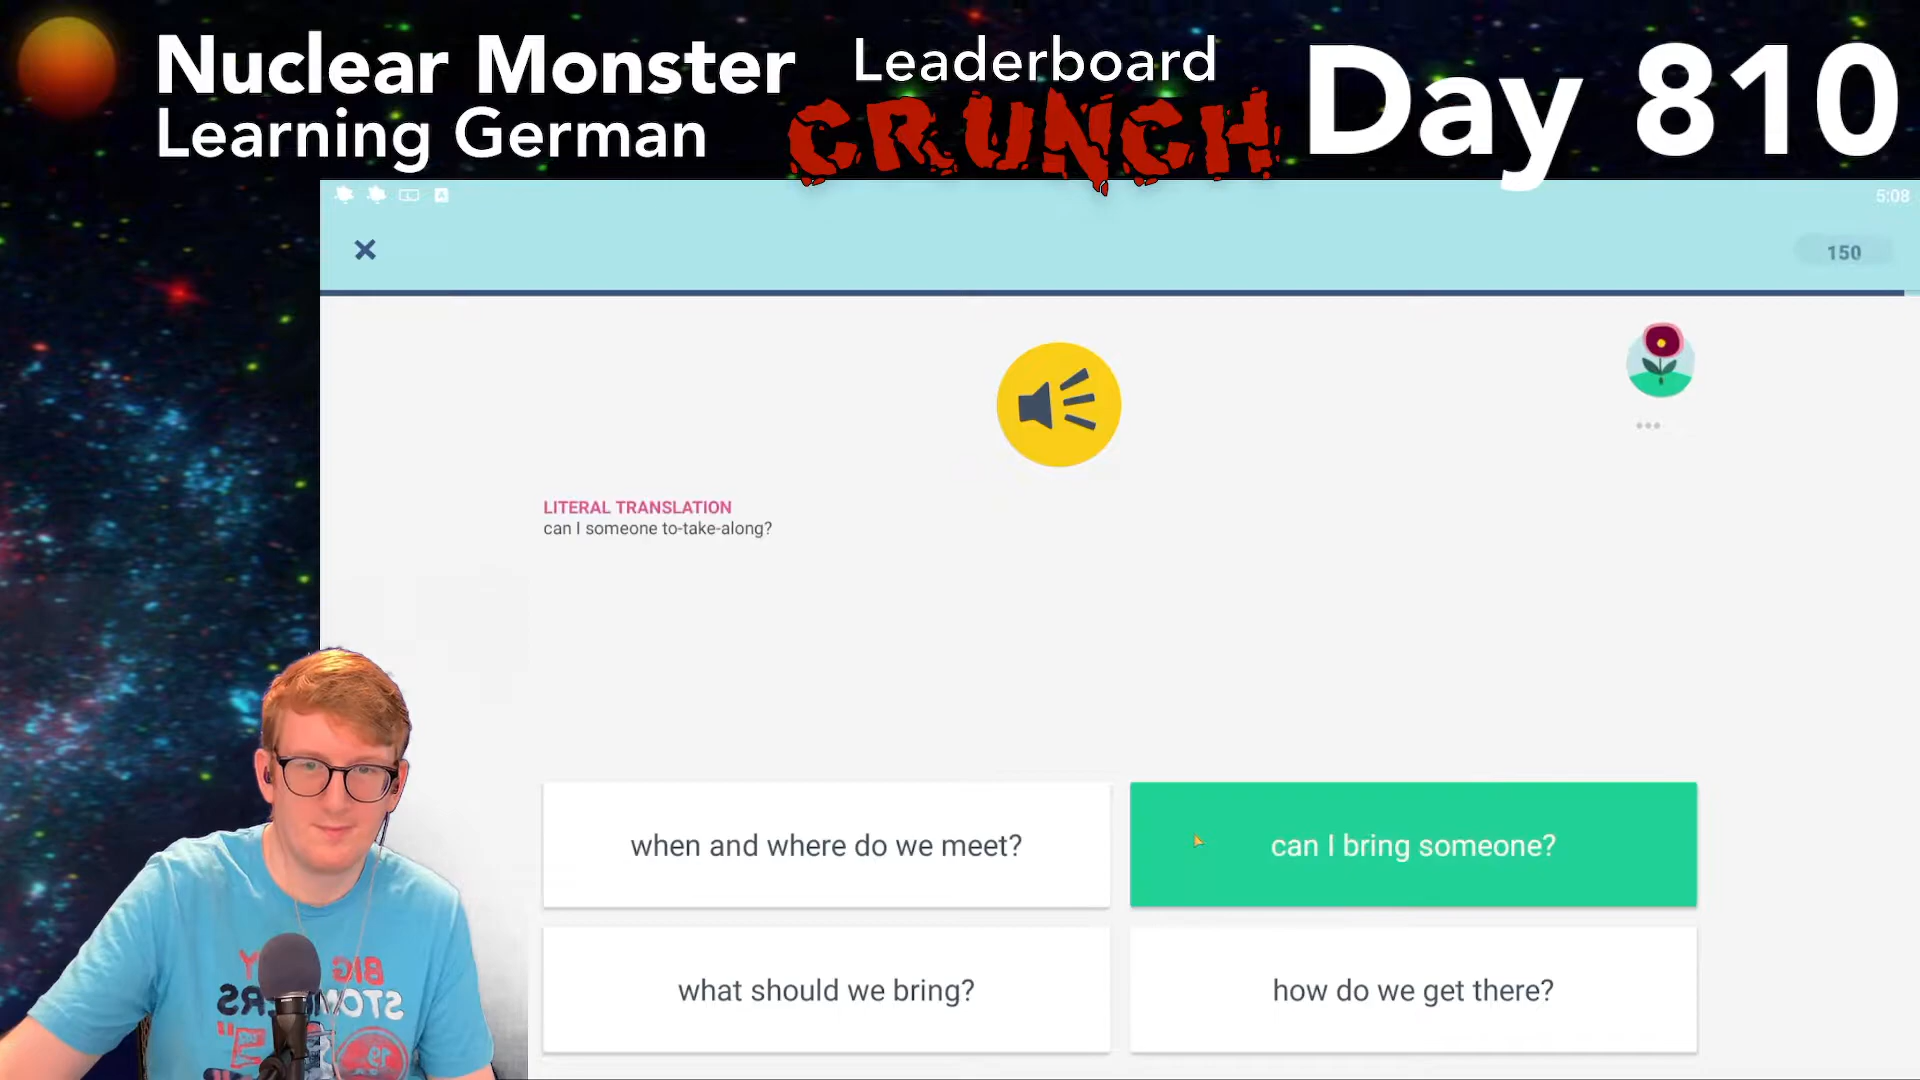 Nuclear Monster
Learning German
Leaderboard
CRUNCH
Day 810
5:08
150
LITERAL TRANSLATION
can I someone to-take-along?
when and where do we meet?
can I bring someone?
what should we bring?
how do we get there?
BIG